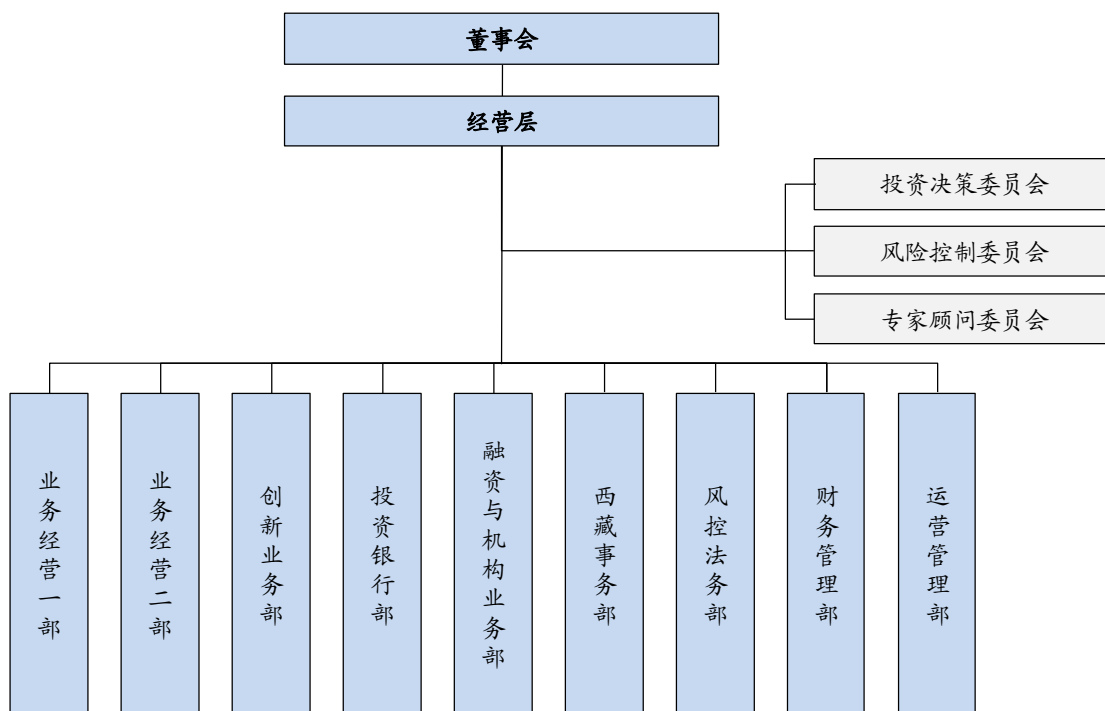 董事会
经营层
投资决策委员会
风险控制委员会
专家顾问委员会
业务经营一部
业务经营二部
创新业务部
投资银行部
融资与机构业务部
西藏事务部
风控法务部
财务管理部
运营管理部